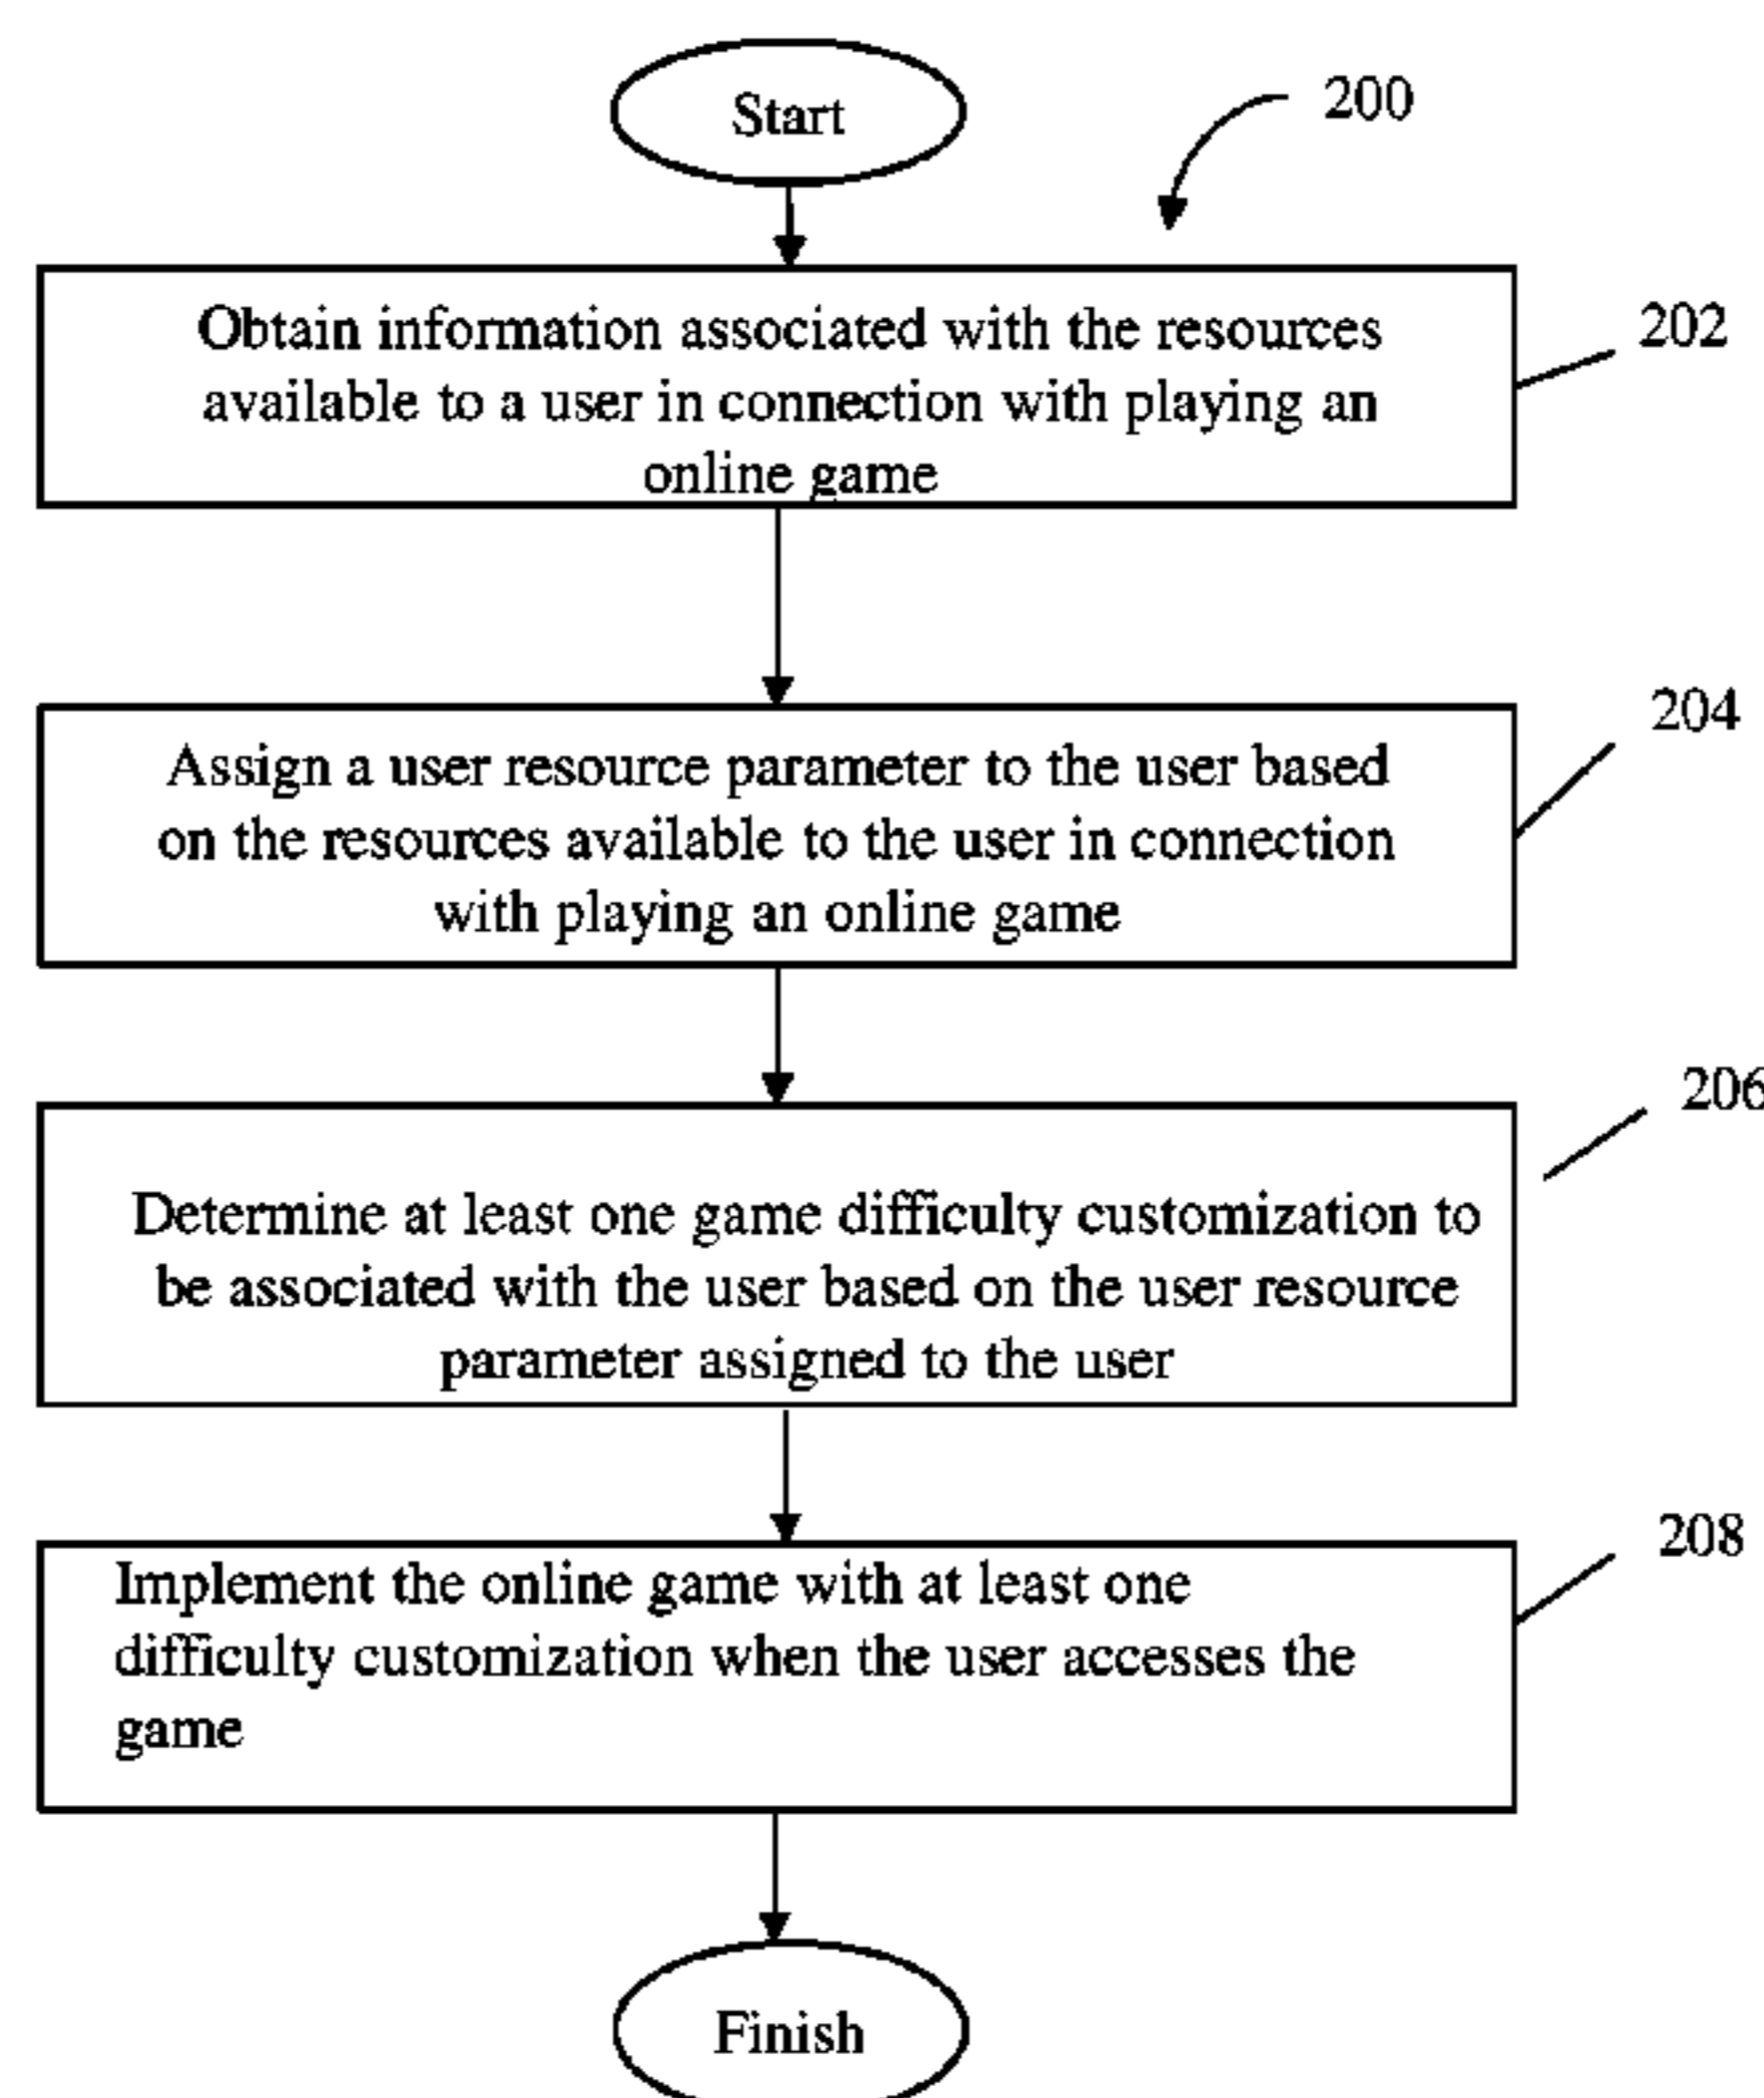 Start
200
Obtain information associated with the resources
available to a user in connection with playing an
online game
202
Assign a user resource parameter to the user based
on the resources available to the user in connection
with playing an online game
204
Determine at least one game difficulty customization to
be associated with the user based on the user resource
parameter assigned to the user
206
Implement the online game with at least one
difficulty customization when the user accesses the
game
208
Finish